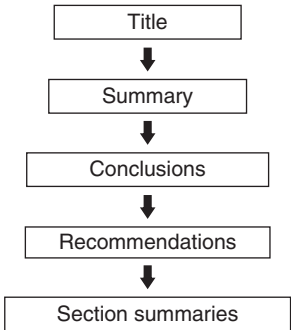 Title
Summary
Conclusions
Recommendations
Section summaries